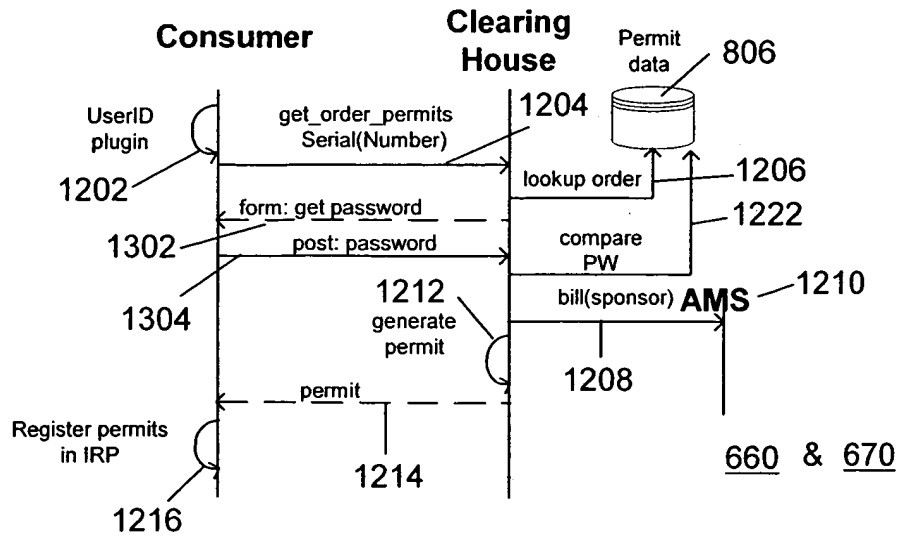 Consumer
Clearing
House
Permit
data
806
UserID
plugin
1202
get_order_permits
Serial(Number)
1204
lookup order
1206
1222
form: get password
1302
post: password
1304
compare
PW
1212
generate
permit
bill(sponsor)
AMS
1210
1208
permit
1214
Register permits
in IRP
1216
660 & 670